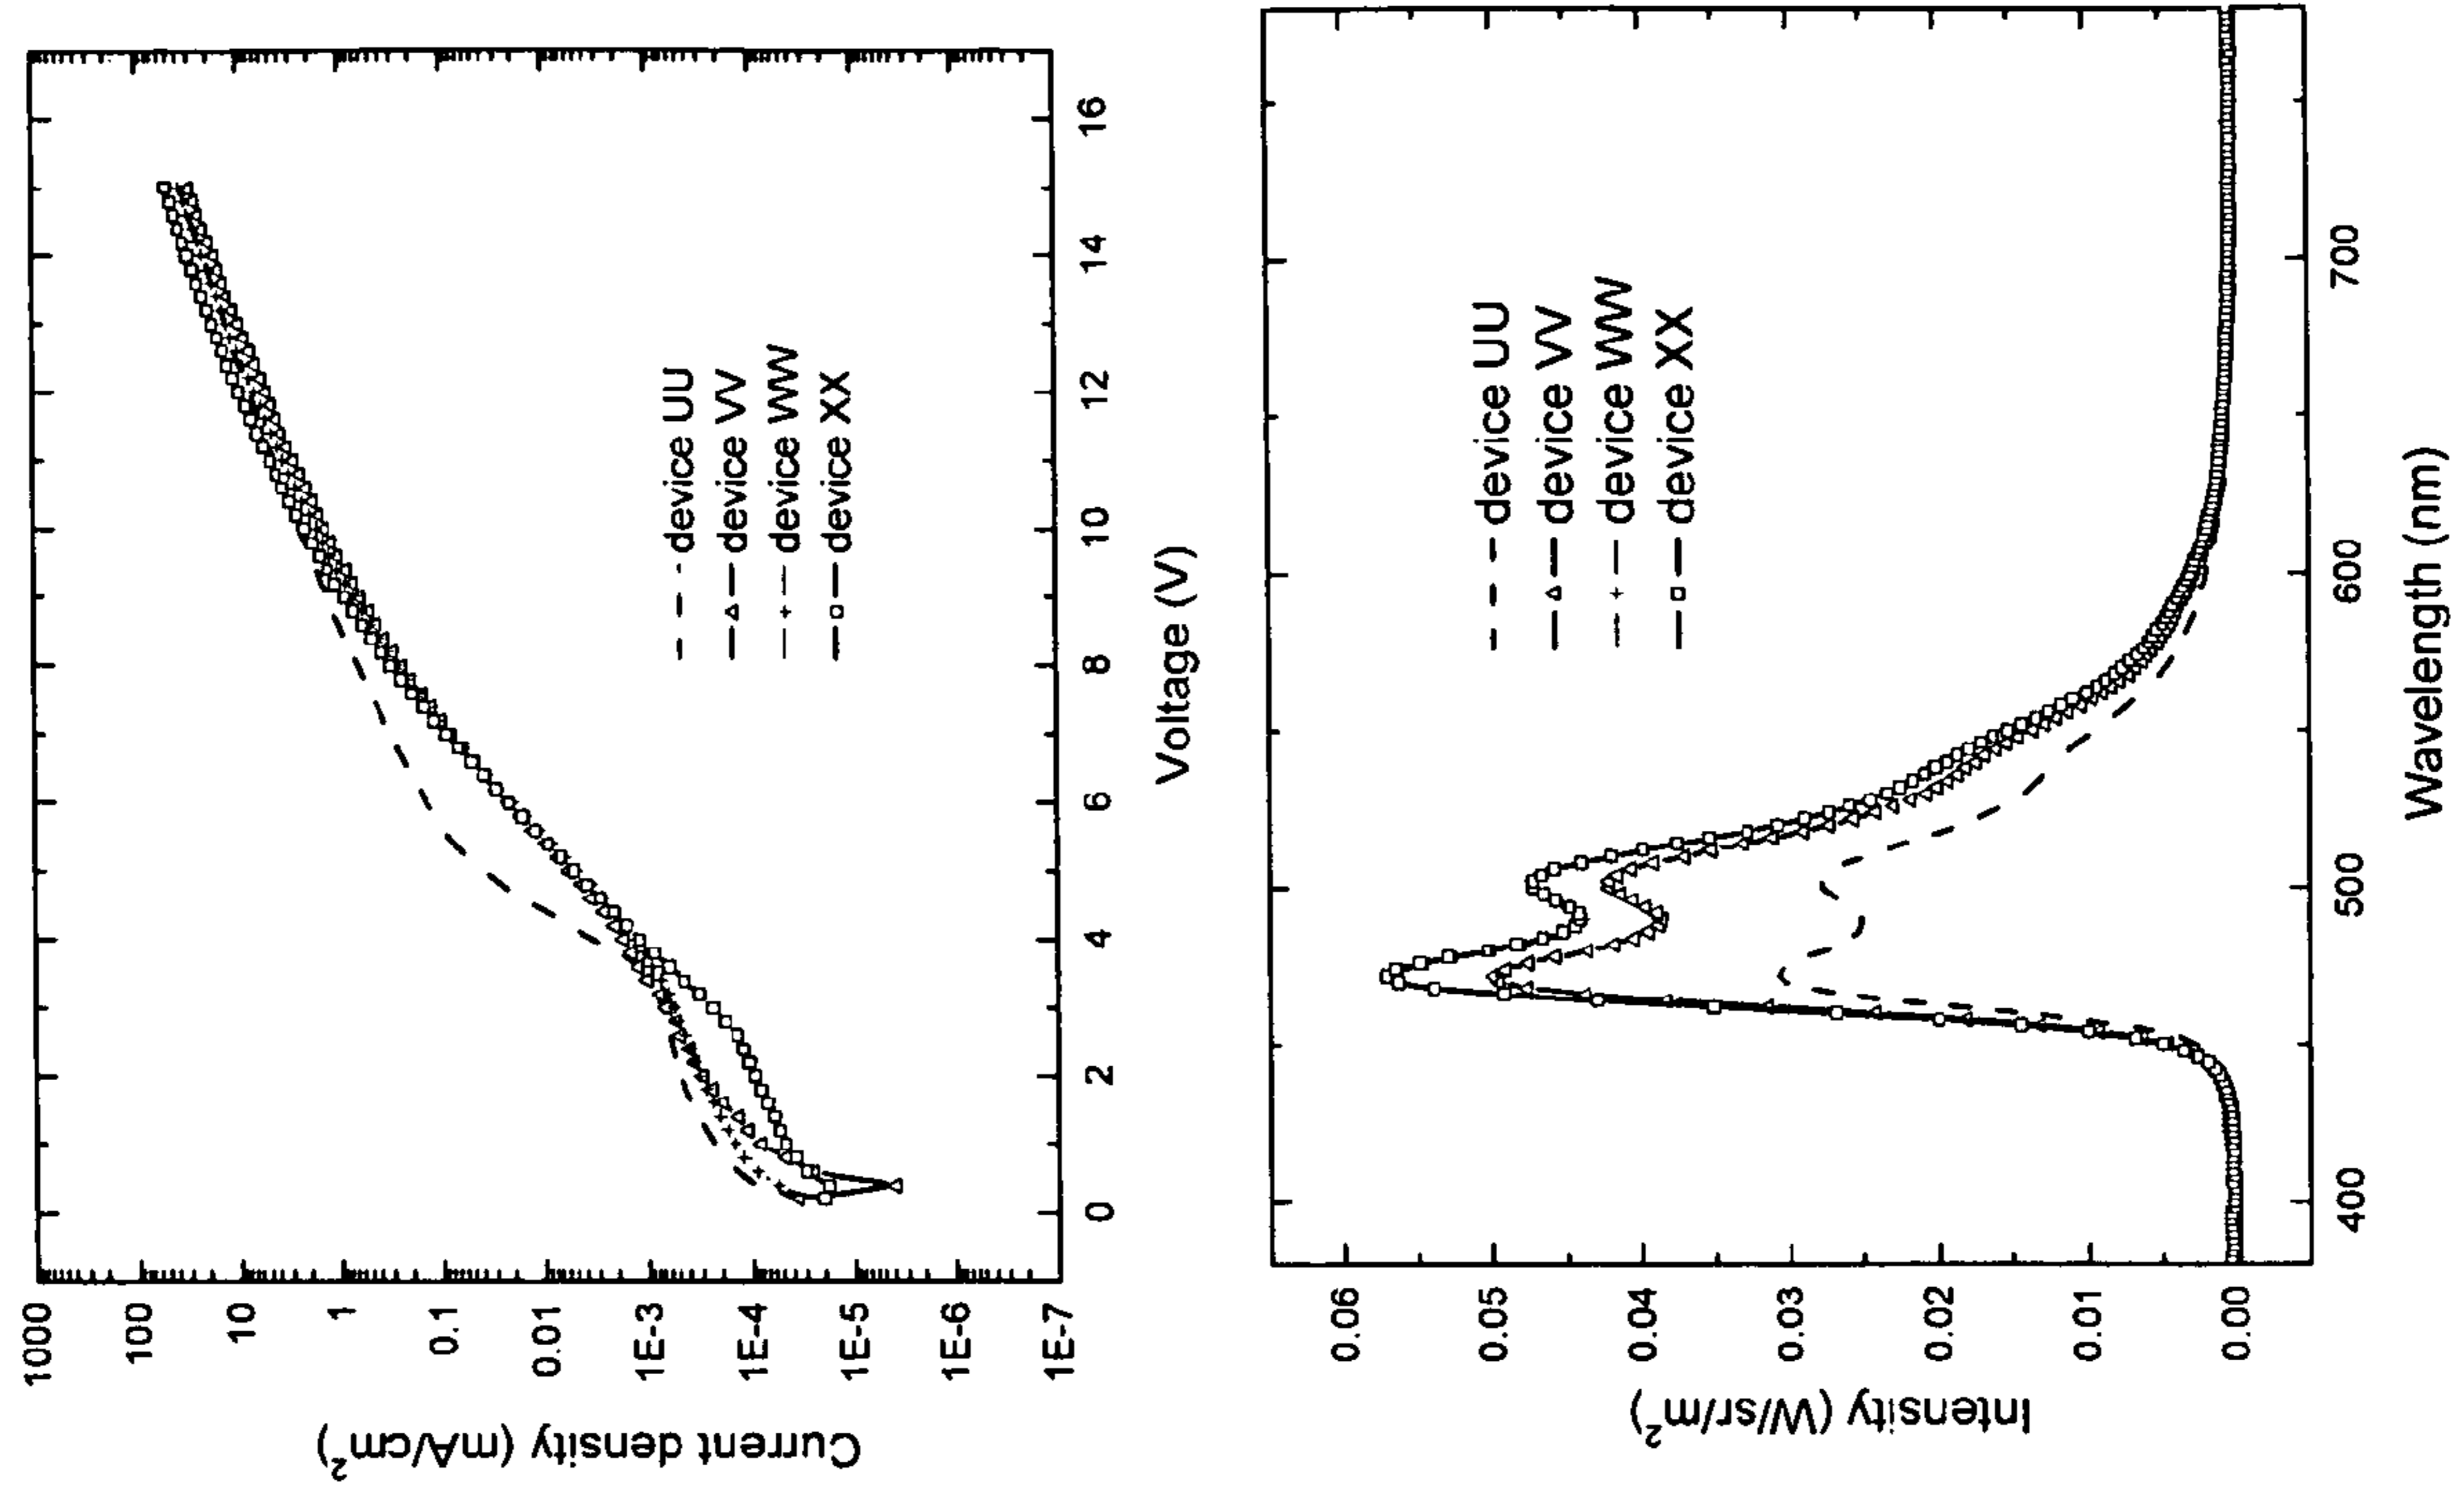 Current density (mA/cm²)
1000
100
10
1
0.1
0.01
1E-3
1E-4
1E-5
1E-6
1E-7
device UU
device VV
device WW
device XX
0 2 4 6 8 10 12 14 16
Voltage (V)
Intensity (W/sr/m²)
0.06
0.05
0.04
0.03
0.02
0.01
0.00
device UU
device VV
device WW
device XX
400 500 600 700
Wavelength (nm)